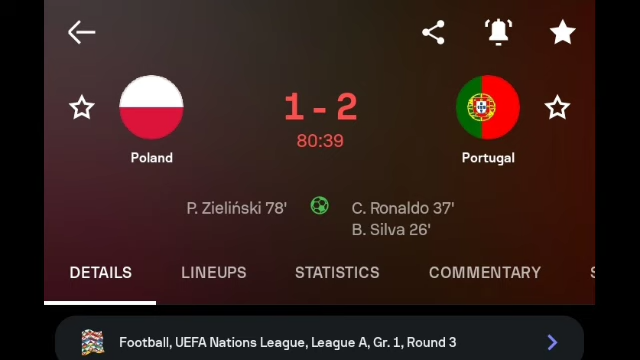 1 - 2
80:39
Poland
Portugal
P. Zieliński 78'
C. Ronaldo 37'
B. Silva 26'
DETAILS LINEUPS STATISTICS COMMENTARY
Football, UEFA Nations League, League A, Gr. 1, Round 3